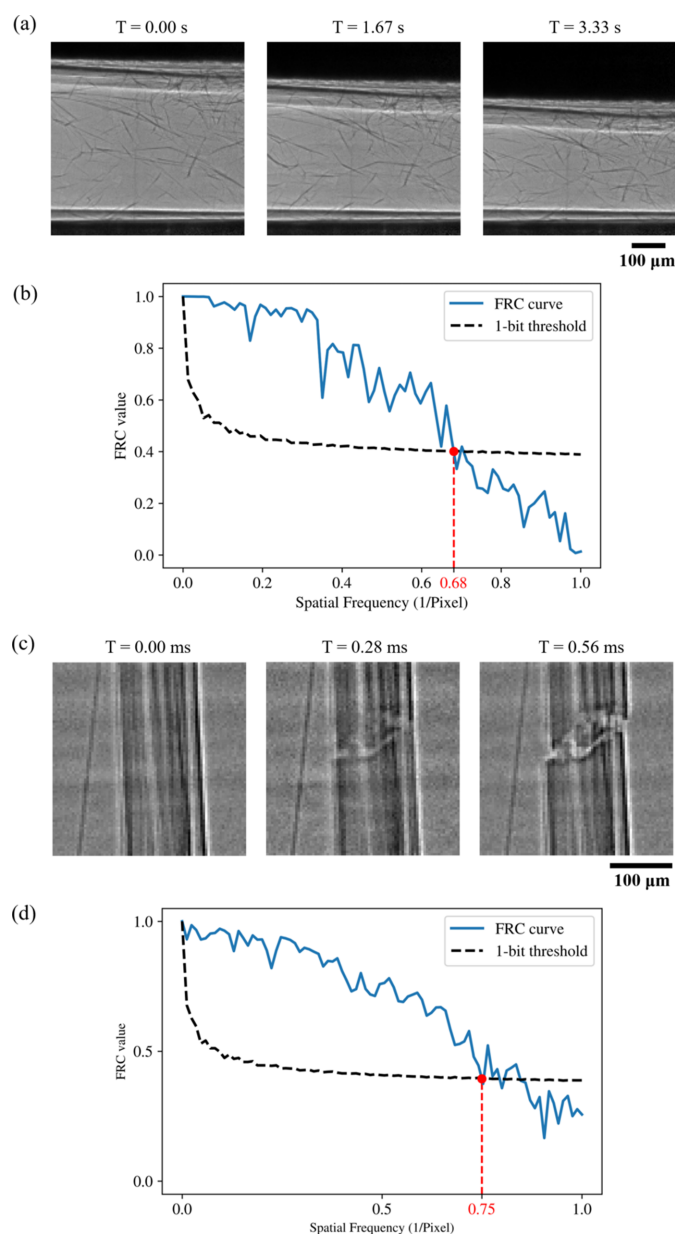 (a)
T = 0.00 s
T = 1.67 s
T = 3.33 s
100 μm
(b)
1.0
0.8
0.6
0.4
0.2
0.0
FRC value
FRC curve
1-bit threshold
0.0 0.2 0.4 0.6 0.68 0.8 1.0
Spatial Frequency (1/Pixel)
(c)
T = 0.00 ms
T = 0.28 ms
T = 0.56 ms
100 μm
(d)
1.0
0.5
0.0
FRC value
FRC curve
1-bit threshold
0.0 0.5 0.75 1.0
Spatial Frequency (1/Pixel)